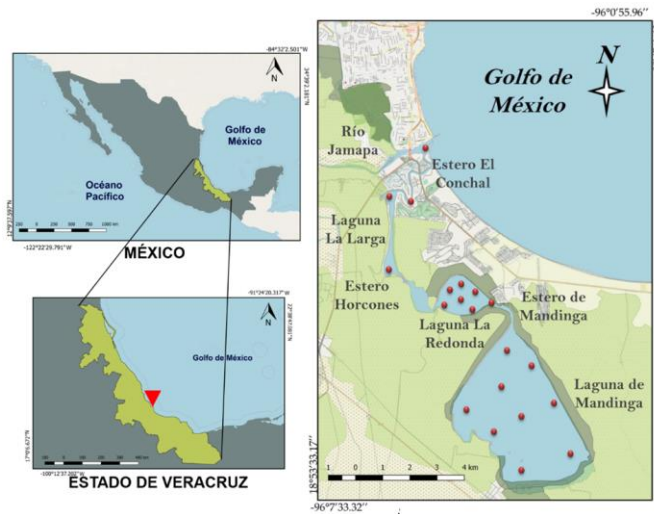 -84°32'2.501"W
N
Golfo de
México
Océano
Pacífico
-122°22'29.791"W
MÉXICO
N
Golfo de México
ESTADO DE VERACRUZ
-96°0'55.96''
N
Golfo de
México
Río
Jamapa
Estero El
Conchal
Laguna
La Larga
Estero
Horcones
Estero de
Mandinga
Laguna La
Redonda
Laguna de
Mandinga
1 0 1 2 3 4 km
18°53'33.17''
-96°7'33.32''